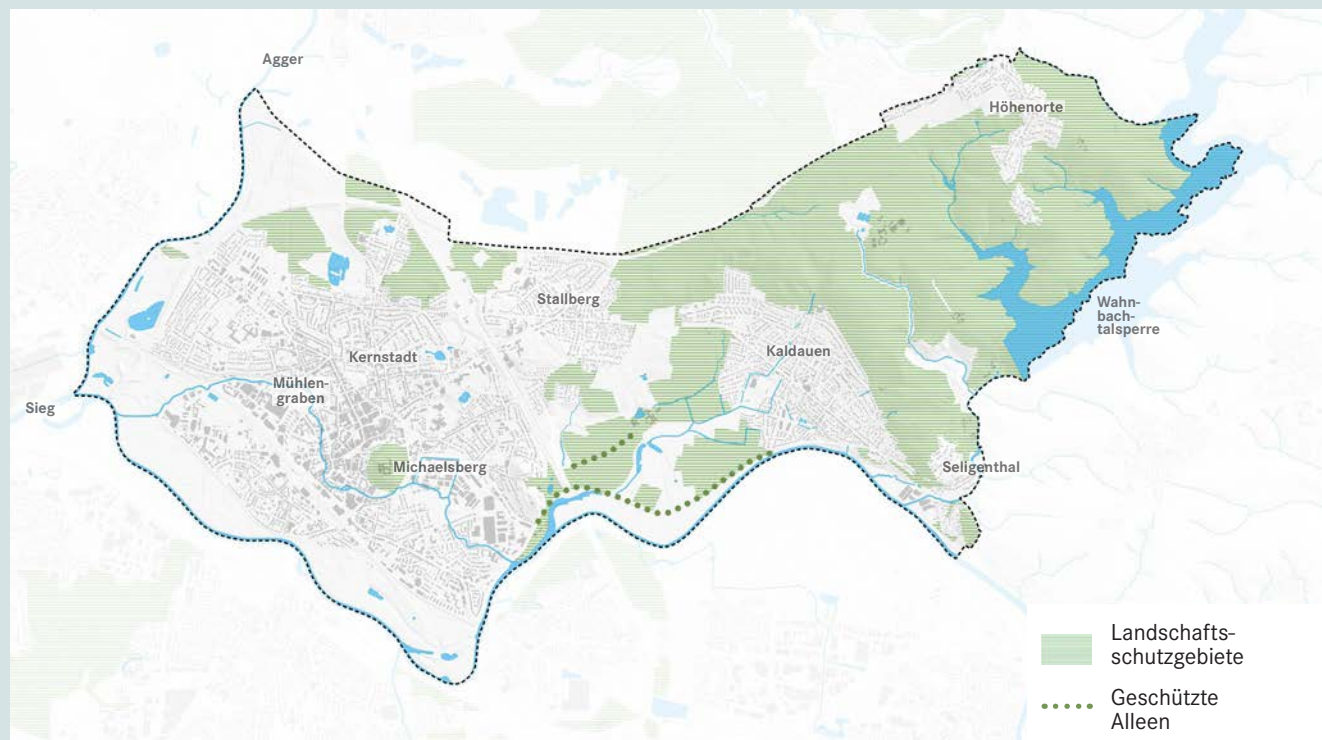 Agger
Höhenorte
Stallberg
Wahn-
bach-
talsperre
Kernstadt
Kaldauen
Mühlen-
graben
Sieg
Michaelsberg
Seligenthal
Landschafts-
schutzgebiete
Geschützte
Alleen